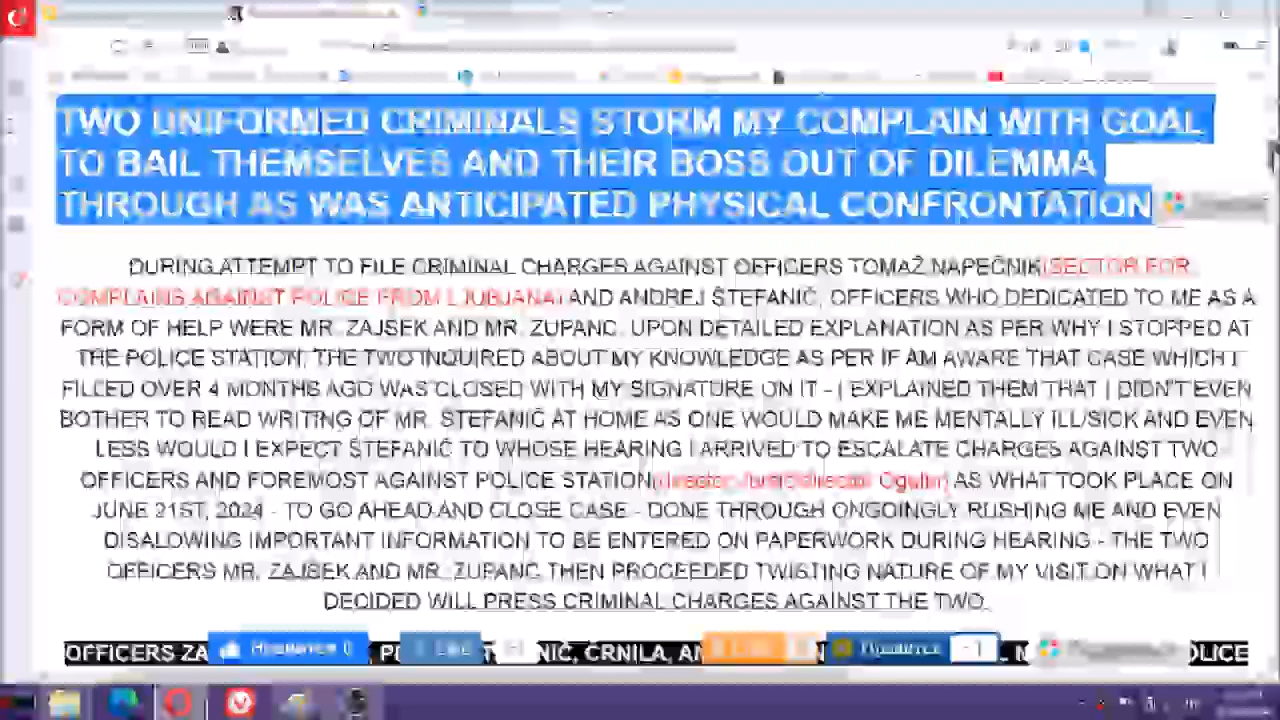 TWO UNIFORMED CRIMINALS STORM MY COMPLAIN WITH GOAL
TO BAIL THEMSELVES AND THEIR BOSS OUT OF DILEMMA
THROUGH AS WAS ANTICIPATED PHYSICAL CONFRONTATION
DURING ATTEMPT TO FILE CRIMINAL CHARGES AGAINST OFFICERS TOMAŽ NAPEČNIK(SECTOR FOR
COMPLAINS AGAINST POLICE FROM LJUBJANA) AND ANDREJ ŠTEFANIČ, OFFICERS WHO DEDICATED TO ME AS A
FORM OF HELP WERE MR. ZAJSEK AND MR. ZUPANC. UPON DETAILED EXPLANATION AS PER WHY I STOPPED AT
THE POLICE STATION, THE TWO INQUIRED ABOUT MY KNOWLEDGE AS PER IF AM AWARE THAT CASE WHICH I
FILLED OVER 4 MONTHS AGO WAS CLOSED WITH MY SIGNATURE ON IT - I EXPLAINED THEM THAT I DIDN'T EVEN
BOTHER TO READ WRITING OF MR. ŠTEFANIČ AT HOME AS ONE WOULD MAKE ME MENTALLY ILL/SICK AND EVEN
LESS WOULD I EXPECT ŠTEFANIČ TO WHOSE HEARING I ARRIVED TO ESCALATE CHARGES AGAINST TWO
OFFICERS AND FOREMOST AGAINST POLICE STATION AS WHAT TOOK PLACE ON
JUNE 21ST, 2024 - TO GO AHEAD AND CLOSE CASE - DONE THROUGH ONGOINGLY RUSHING ME AND EVEN
DISALOWING IMPORTANT INFORMATION TO BE ENTERED ON PAPERWORK DURING HEARING - THE TWO
OFFICERS MR. ZAJSEK AND MR. ZUPANC THEN PROCEEDED TWISTING NATURE OF MY VISIT ON WHAT I
DECIDED WILL PRESS CRIMINAL CHARGES AGAINST THE TWO.
OFFICERS ZA Нравится 0 Like NIČ, CRNILA, Нравится